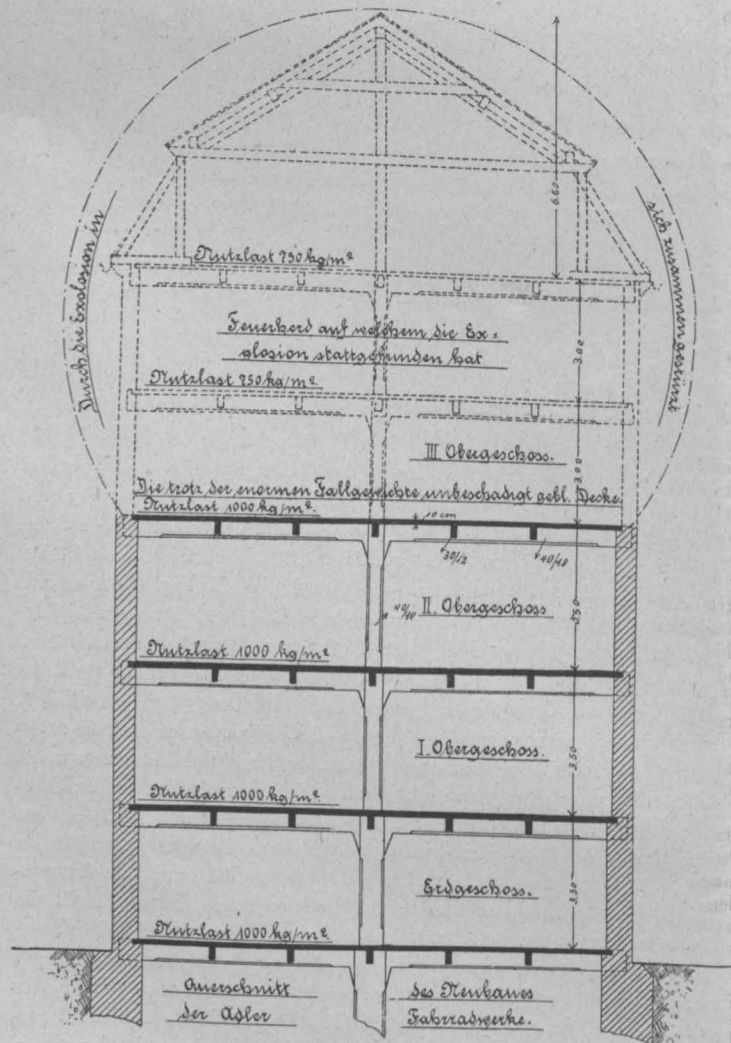 6.60
Durch die Explosion in
sich zusammengestürzt
Nutzlast 750 kg/m²
Feuerherd auf welchem die Ex-
plosion stattgefunden hat
3.00
Nutzlast 750 kg/m²
III Obergeschoss.
3.00
Die trotz der enormen Fallgewichte unbeschädigt gebl. Decke.
Nutzlast 1000 kg/m².
10 cm
30/12
40/18
40/40
II. Obergeschoss
3.50
Nutzlast 1000 kg/m²
I. Obergeschoss.
3.50
Nutzlast 1000 kg/m²
Erdgeschoss.
Nutzlast 1000 kg/m²
Querschnitt des Neubaues
der Adler Fahrradwerke.